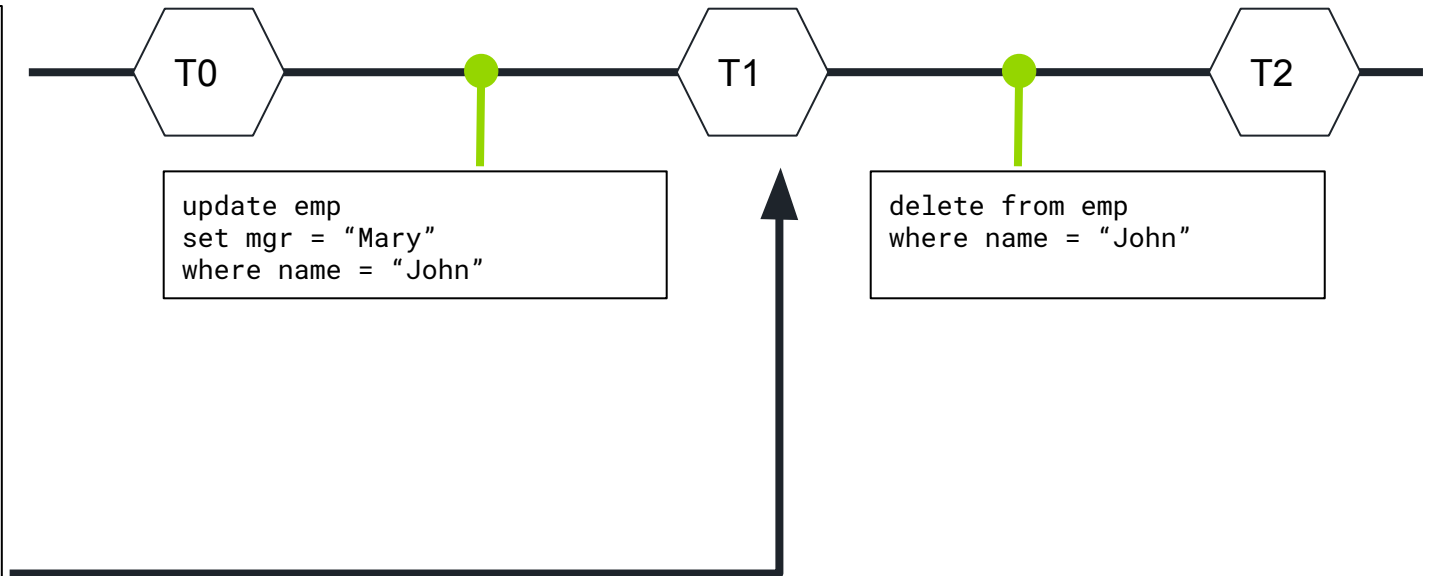 T0
T1
T2
update emp
set mgr = “Mary”
where name = “John”
delete from emp
where name = “John”